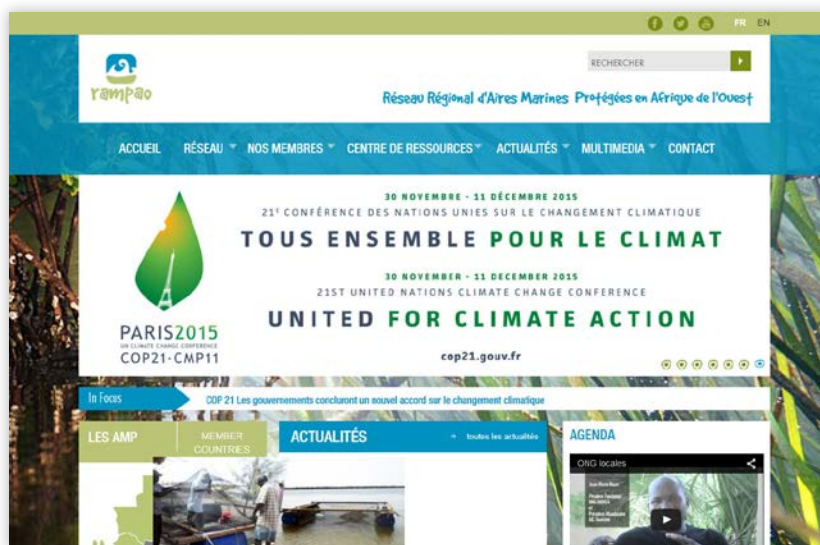 FR EN
rampao
RECHERCHER
Réseau Régional d'Aires Marines Protégées en Afrique de l'Ouest
ACCUEIL RÉSEAU NOS MEMBRES CENTRE DE RESSOURCES ACTUALITÉS MULTIMEDIA CONTACT
30 NOVEMBRE - 11 DÉCEMBRE 2015
21e CONFÉRENCE DES NATIONS UNIES SUR LE CHANGEMENT CLIMATIQUE
TOUS ENSEMBLE POUR LE CLIMAT
30 NOVEMBER - 11 DECEMBER 2015
21ST UNITED NATIONS CLIMATE CHANGE CONFERENCE
UNITED FOR CLIMATE ACTION
cop21.gouv.fr
PARIS2015
UN CLIMATE CHANGE CONFERENCE
COP21-CMP11
In Focus
COP 21 Les gouvernements concluront un nouvel accord sur le changement climatique
LES AMP
MEMBER
COUNTRIES
ACTUALITÉS
toutes les actualités
AGENDA
ONG locales